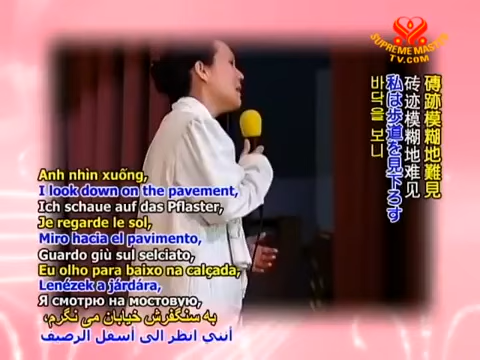 SUPREME MASTER
TV.COM
磚跡模糊地難見
砖迹模糊地难见
私は歩道を見下ろす
바닥을 보니
Anh nhìn xuống,
I look down on the pavement,
Ich schaue auf das Pflaster,
Je regarde le sol,
Miro hacia el pavimento,
Guardo giù sul selciato,
Eu olho para baixo na calçada,
Lenézek a járdára,
Я смотрю на мостовую,
به سنگفرش خیابان می نگرم،
أنني انظر الى أسفل الرصيف